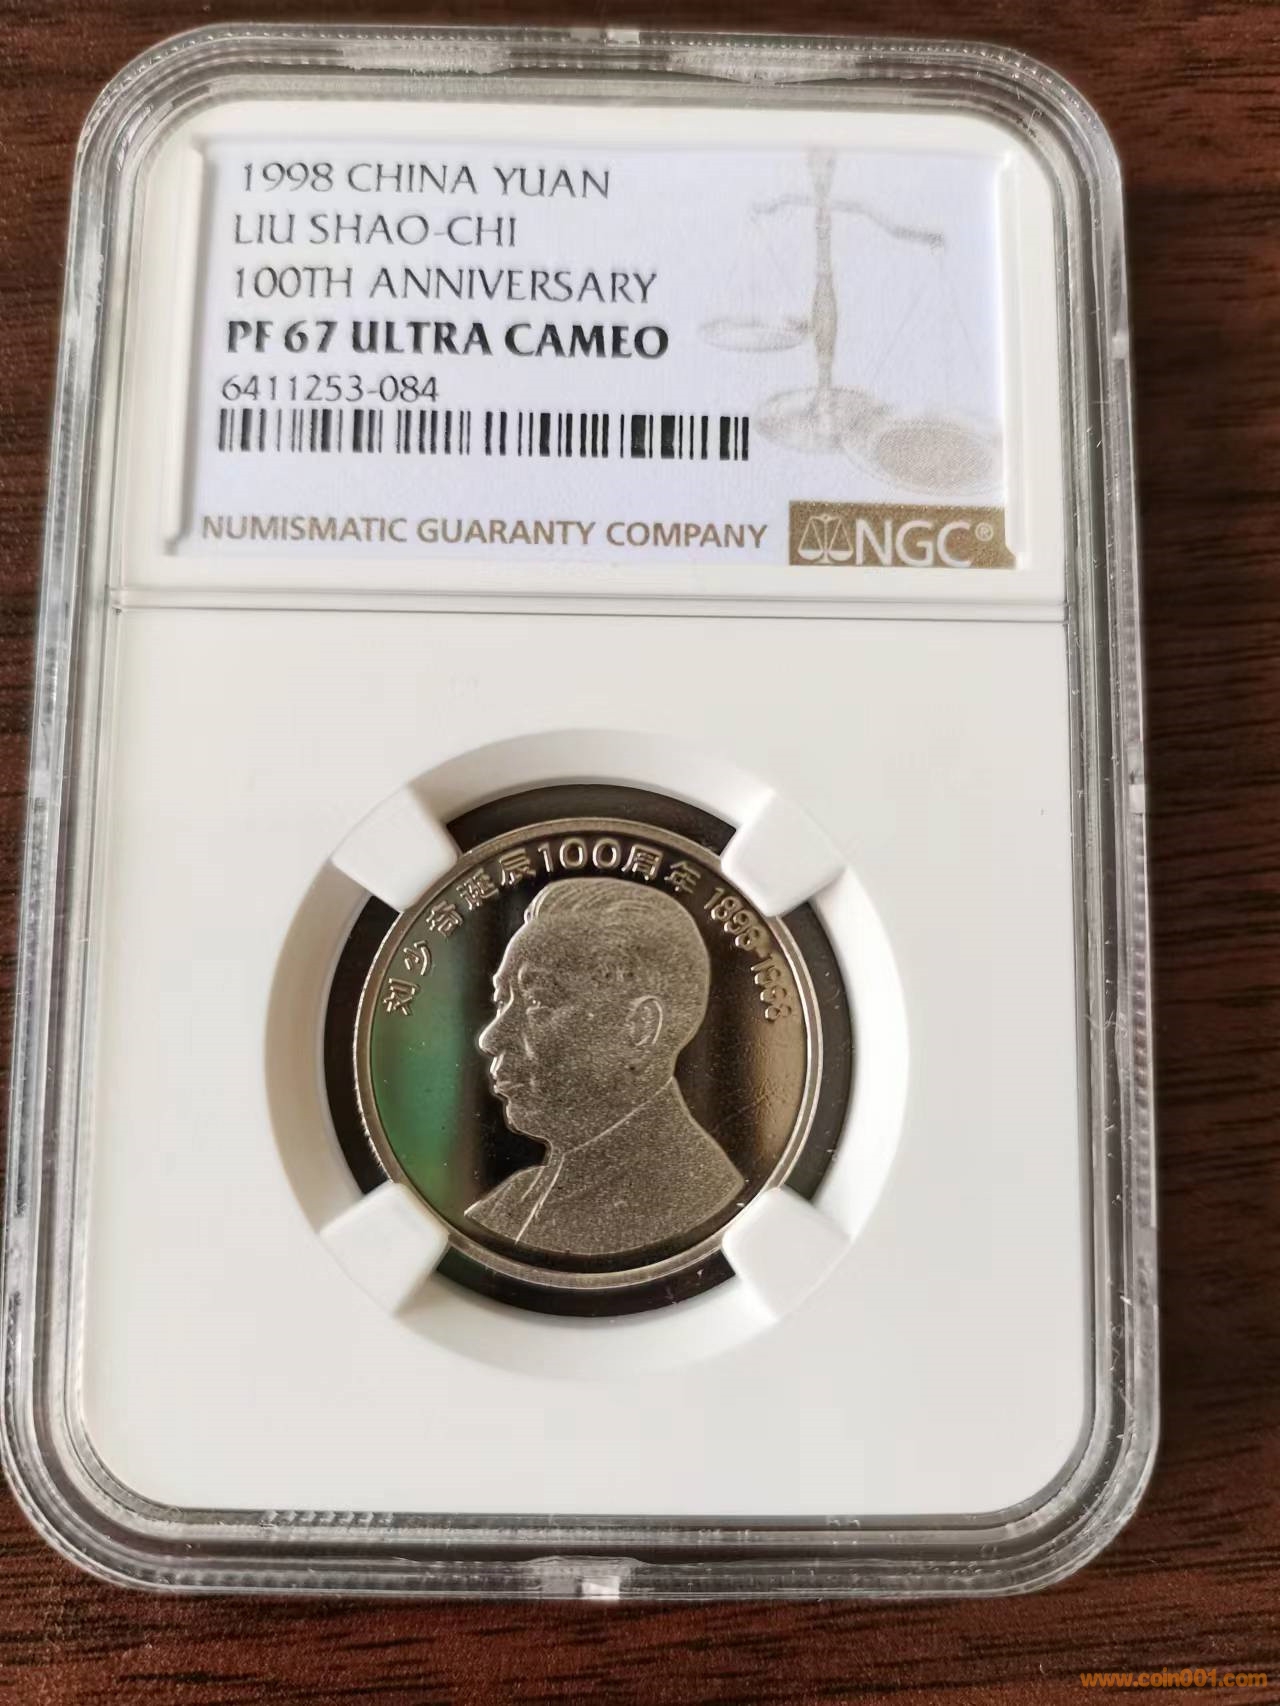 1998 CHINA YUAN
LIU SHAO-CHI
100TH ANNIVERSARY
PF 67 ULTRA CAMEO
6411253-084
NUMISMATIC GUARANTY COMPANY NGC®
刘少奇诞辰100周年 1898-1998
www.coin001.com